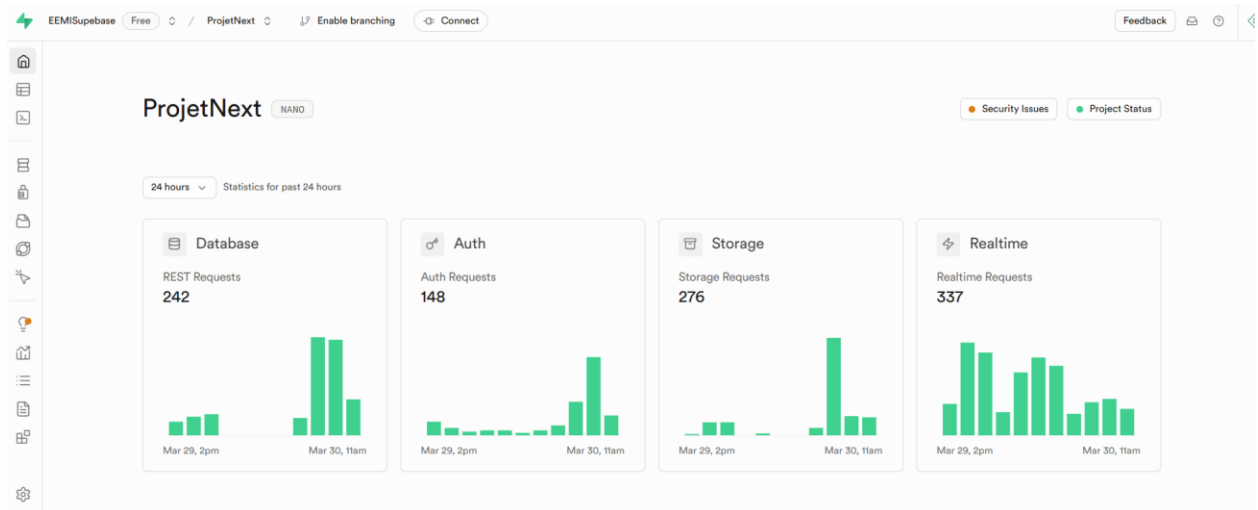 EEMISupebase Free / ProjetNext Enable branching Connect Feedback
ProjetNext NANO Security Issues Project Status
24 hours Statistics for past 24 hours
Database Auth Storage Realtime
REST Requests Auth Requests Storage Requests Realtime Requests
242 148 276 337
Mar 29, 2pm Mar 30, 11am Mar 29, 2pm Mar 30, 11am Mar 29, 2pm Mar 30, 11am Mar 29, 2pm Mar 30, 11am